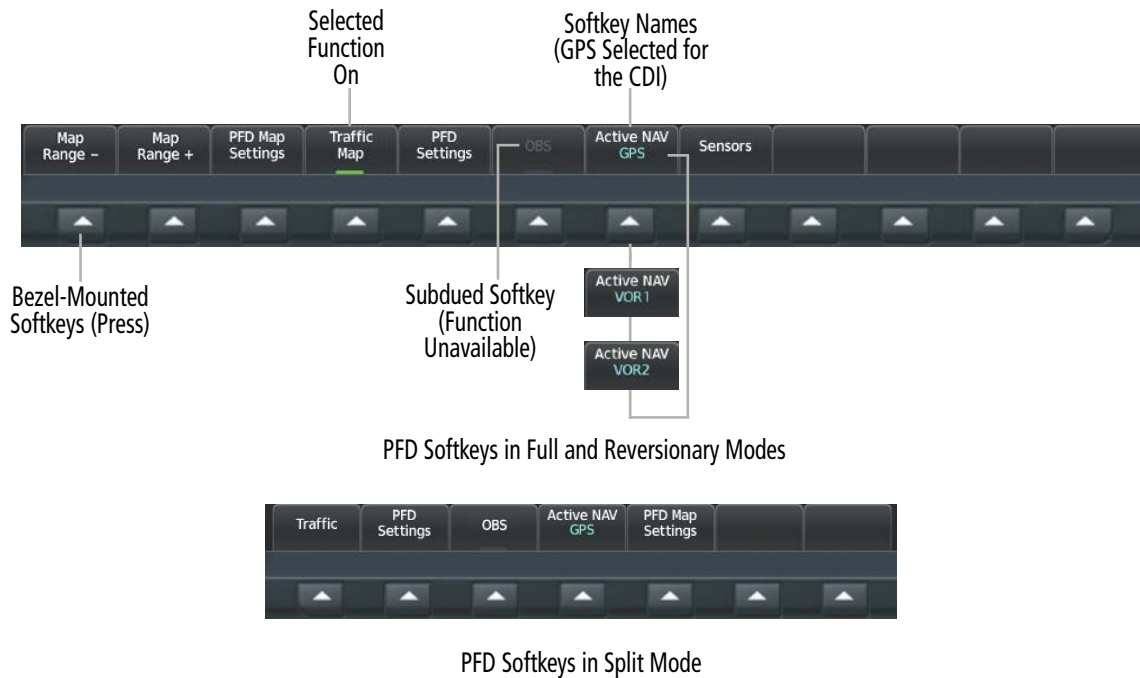 Selected
Function
On
Softkey Names
(GPS Selected for
the CDI)
Map
Range –
Map
Range +
PFD Map
Settings
Traffic
Map
PFD
Settings
OBS
Active NAV
GPS
Sensors
Bezel-Mounted
Softkeys (Press)
Subdued Softkey
(Function
Unavailable)
Active NAV
VOR1
Active NAV
VOR2
PFD Softkeys in Full and Reversionary Modes
Traffic
PFD
Settings
OBS
Active NAV
GPS
PFD Map
Settings
PFD Softkeys in Split Mode